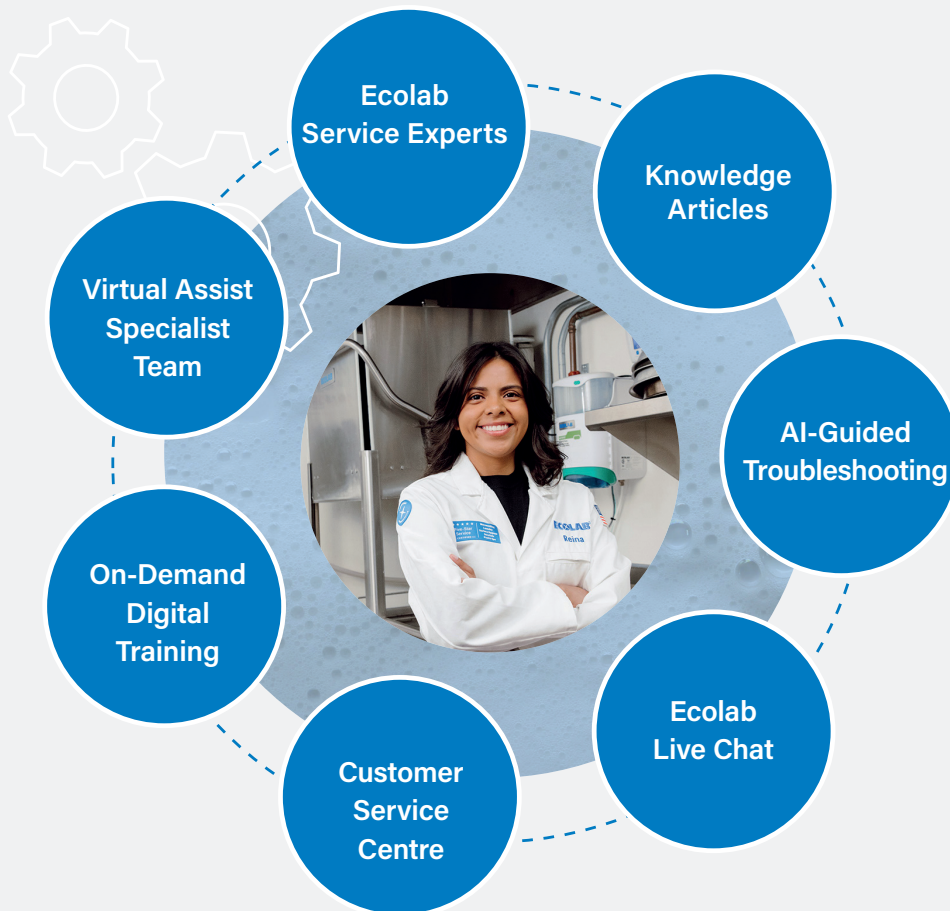 Ecolab
Service Experts
Knowledge
Articles
AI-Guided
Troubleshooting
Ecolab
Live Chat
Customer
Service
Centre
On-Demand
Digital
Training
Virtual Assist
Specialist
Team
ECOLAB
Reina